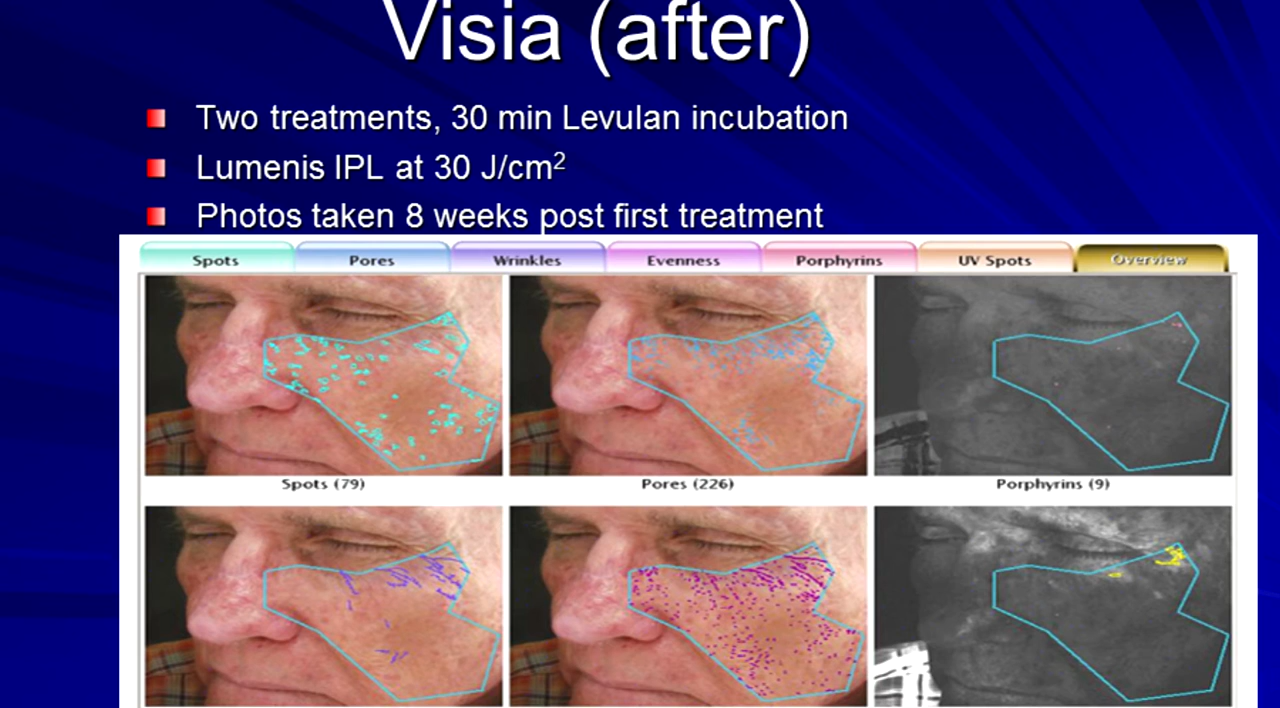 Visia (after)
Two treatments, 30 min Levulan incubation
Lumenis IPL at 30 J/cm²
Photos taken 8 weeks post first treatment
Spots Pores Wrinkles Evenness Porphyrins UV Spots Overview
Spots (79) Pores (226) Porphyrins (9)